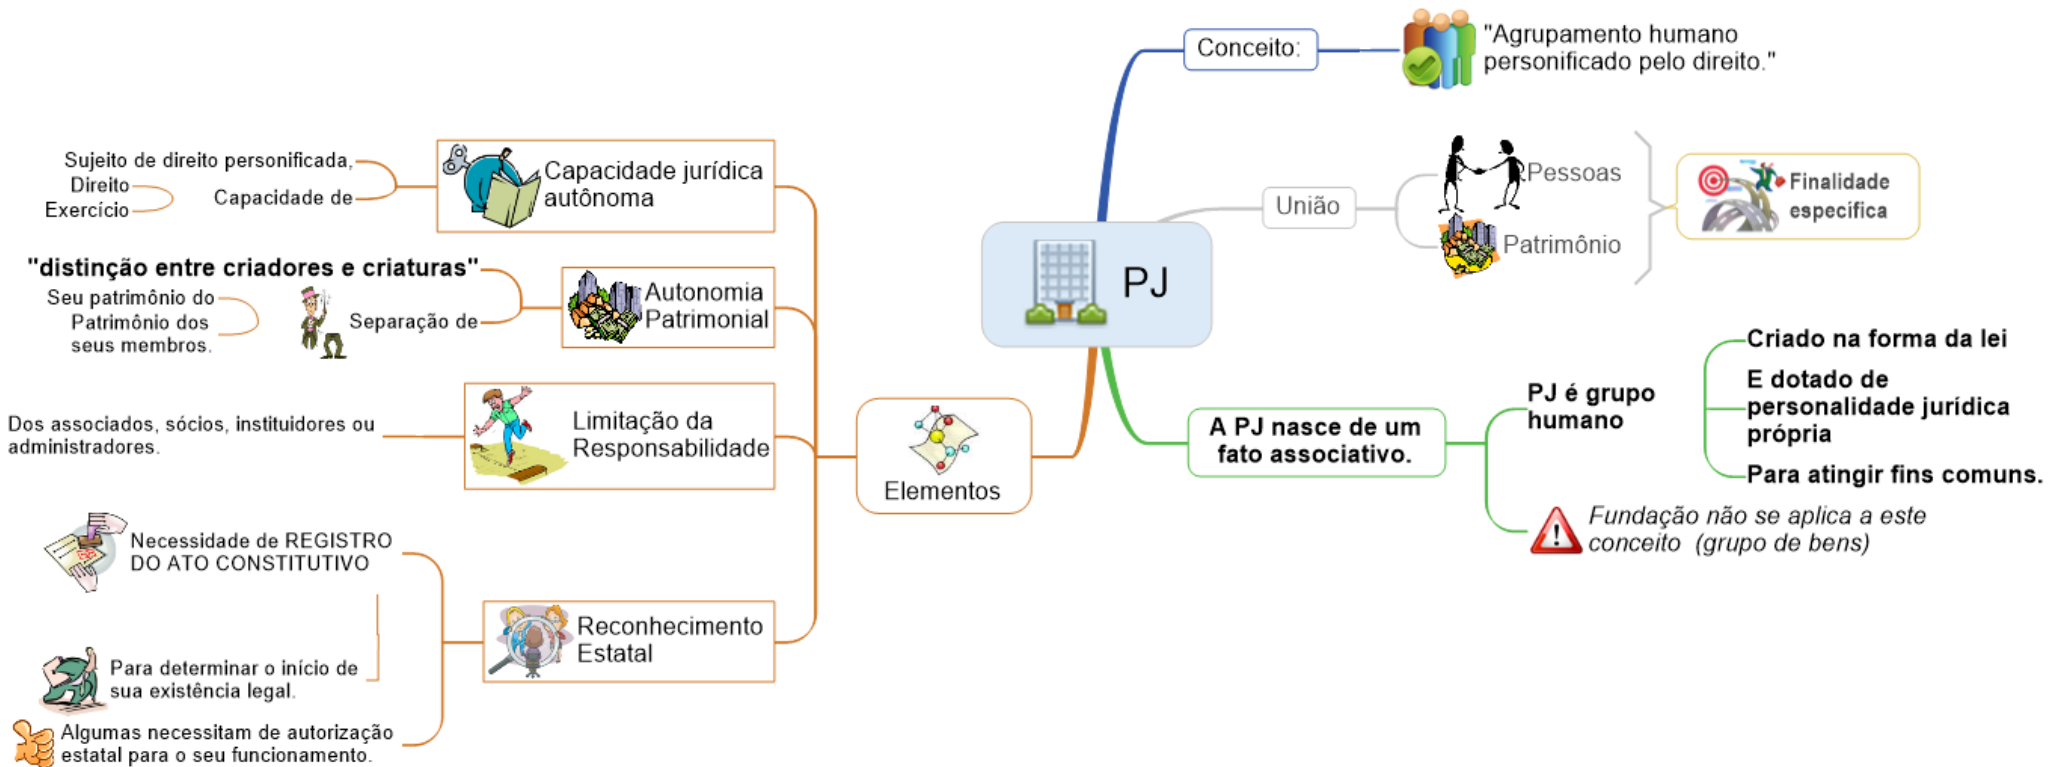 PJ
Conceito:
"Agrupamento humano
personificado pelo direito."
União
Pessoas
Patrimônio
Finalidade
específica
A PJ nasce de um
fato associativo.
PJ é grupo
humano
Criado na forma da lei
E dotado de
personalidade jurídica
própria
Para atingir fins comuns.
Fundação não se aplica a este
conceito  (grupo de bens)
Elementos
Capacidade jurídica
autônoma
Sujeito de direito personificada,
Capacidade de
Direito
Exercício
Autonomia
Patrimonial
"distinção entre criadores e criaturas"
Separação de
Seu patrimônio do
Patrimônio dos
seus membros.
Limitação da
Responsabilidade
Dos associados, sócios, instituidores ou
administradores.
Reconhecimento
Estatal
Necessidade de REGISTRO
DO ATO CONSTITUTIVO
Para determinar o início de
sua existência legal.
Algumas necessitam de autorização
estatal para o seu funcionamento.